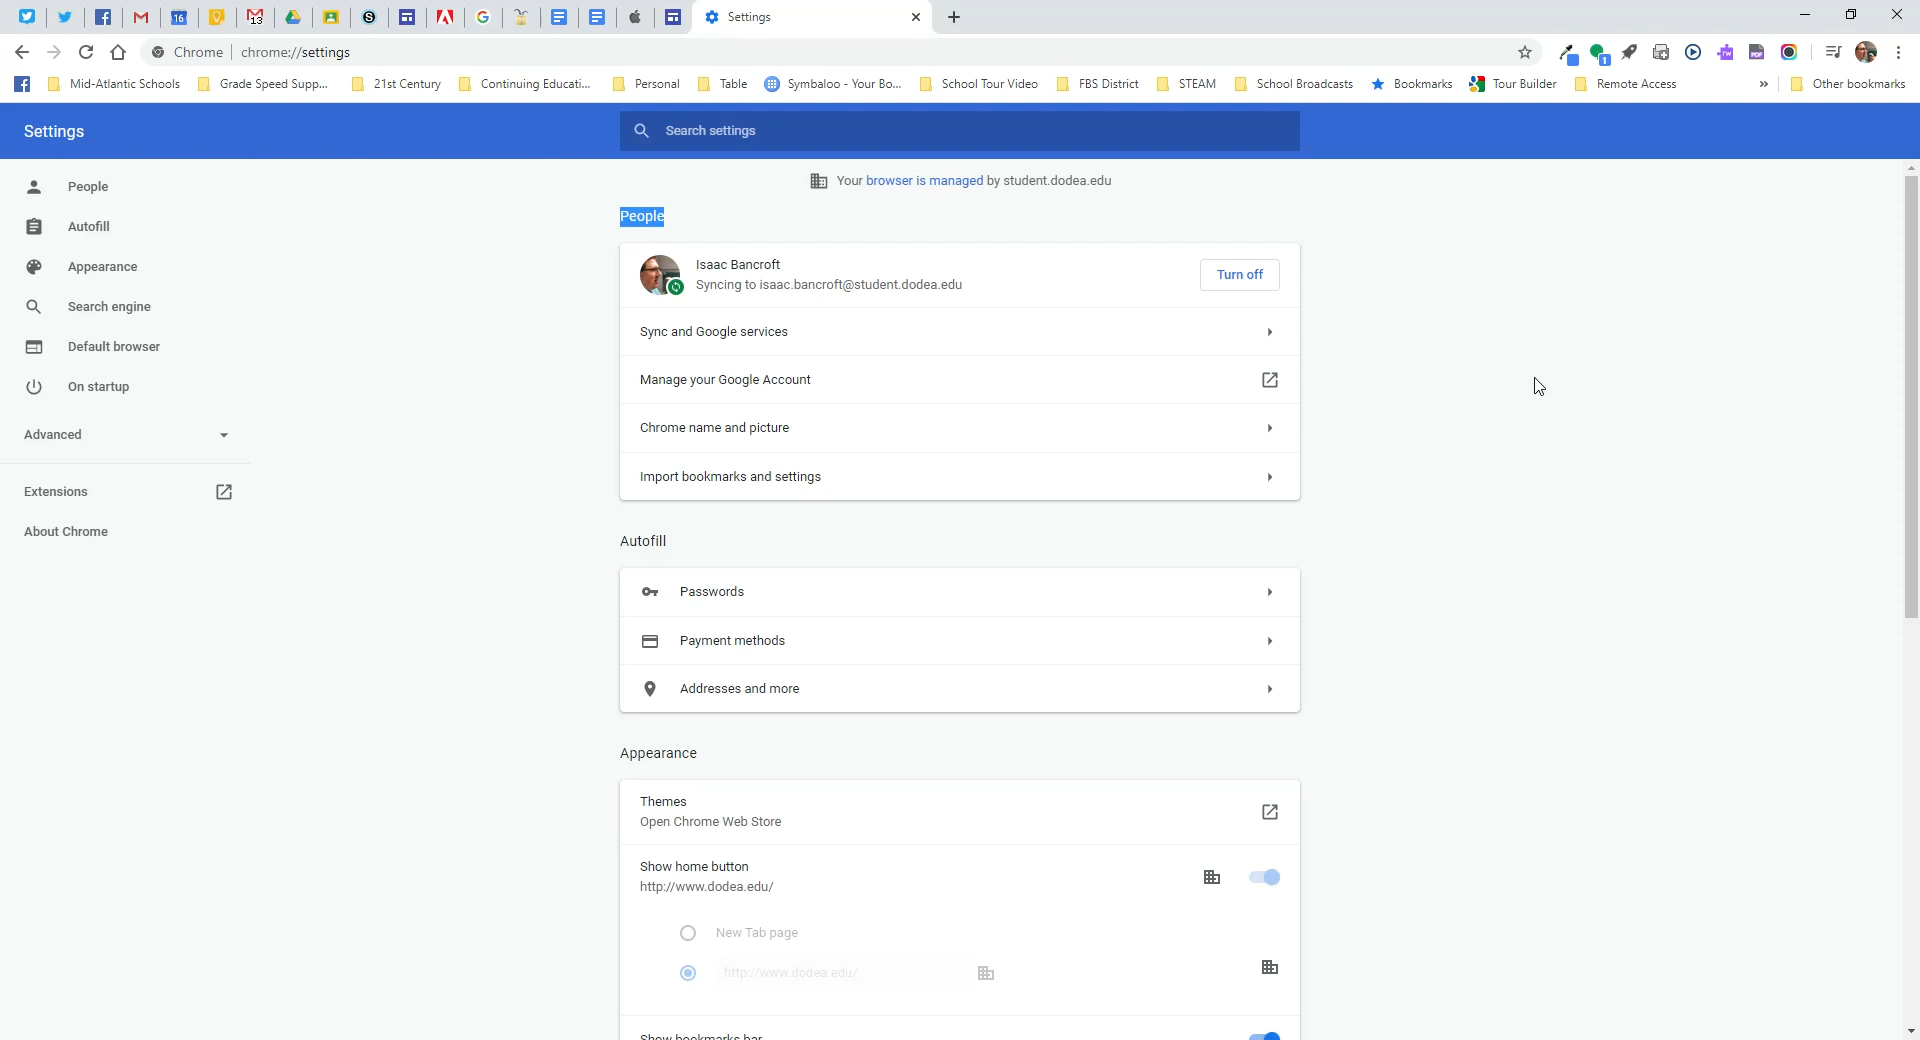 Settings
Chrome
chrome://settings
Mid-Atlantic Schools
Grade Speed Supp...
21st Century
Continuing Educati...
Personal
Table
Symbaloo - Your Bo...
School Tour Video
FBS District
STEAM
School Broadcasts
Bookmarks
Tour Builder
Remote Access
»
Other bookmarks
Settings
Search settings
Your browser is managed by student.dodea.edu
People
Autofill
Appearance
Search engine
Default browser
On startup
Advanced
Extensions
About Chrome
People
Isaac Bancroft
Syncing to isaac.bancroft@student.dodea.edu
Turn off
Sync and Google services
Manage your Google Account
Chrome name and picture
Import bookmarks and settings
Autofill
Passwords
Payment methods
Addresses and more
Appearance
Themes
Open Chrome Web Store
Show home button
http://www.dodea.edu/
New Tab page
http://www.dodea.edu/
Show bookmarks bar